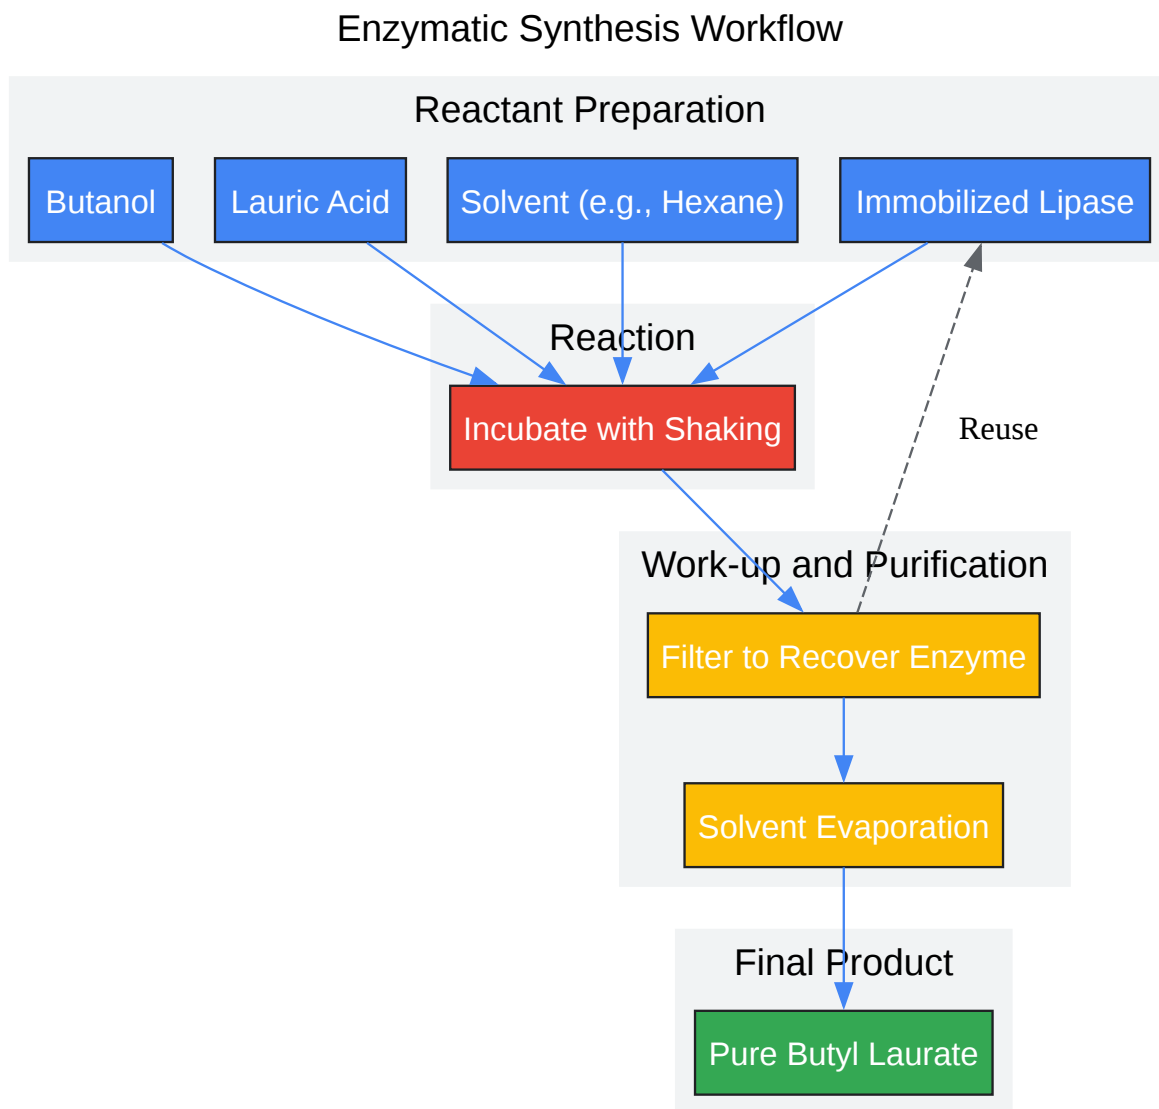 Enzymatic Synthesis Workflow
Reactant Preparation
Butanol
Lauric Acid
Solvent (e.g., Hexane)
Immobilized Lipase
Reaction
Incubate with Shaking
Reuse
Work-up and Purification
Filter to Recover Enzyme
Solvent Evaporation
Final Product
Pure Butyl Laurate